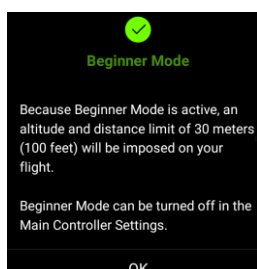 Beginner Mode
Because Beginner Mode is active, an
altitude and distance limit of 30 meters
(100 feet) will be imposed on your
flight.
Beginner Mode can be turned off in the
Main Controller Settings.
OK